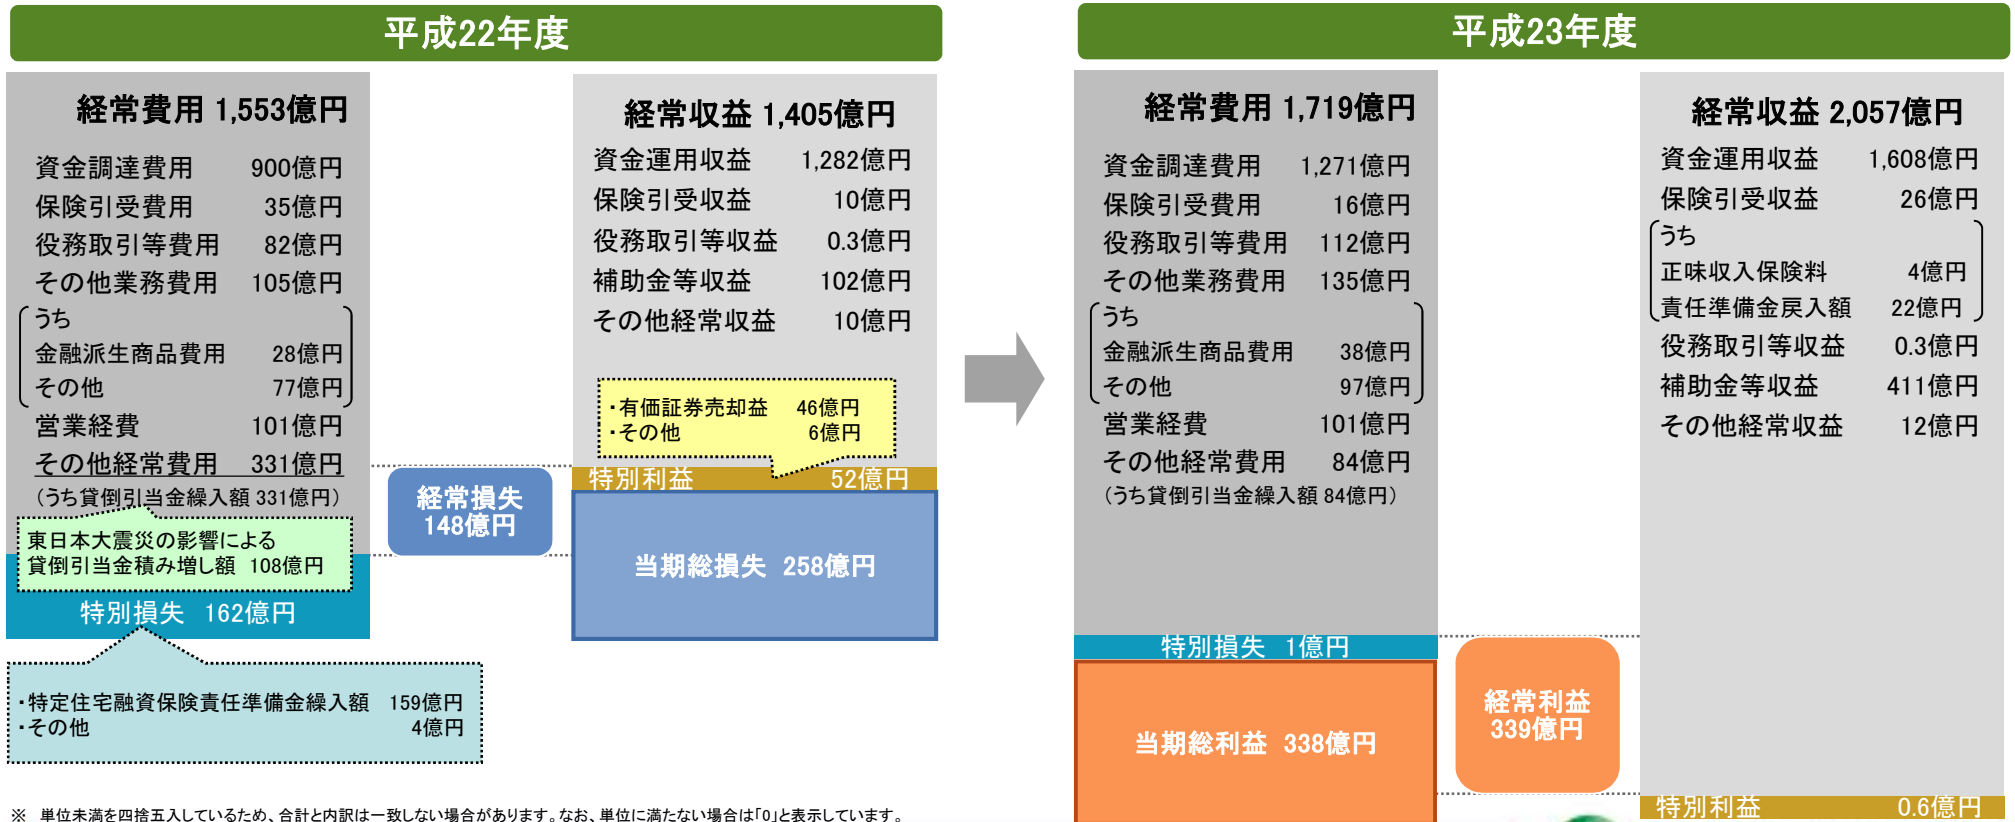 平成22年度
経常費用 1,553億円
資金調達費用 900億円
保険引受費用 35億円
役務取引等費用 82億円
その他業務費用 105億円
うち
金融派生商品費用 28億円
その他 77億円
営業経費 101億円
その他経常費用 331億円
（うち貸倒引当金繰入額 331億円）
東日本大震災の影響による
貸倒引当金積み増し額 108億円
特別損失 162億円
・特定住宅融資保険責任準備金繰入額 159億円
・その他 4億円
経常損失
148億円
経常収益 1,405億円
資金運用収益 1,282億円
保険引受収益 10億円
役務取引等収益 0.3億円
補助金等収益 102億円
その他経常収益 10億円
・有価証券売却益 46億円
・その他 6億円
特別利益 52億円
当期総損失 258億円
平成23年度
経常費用 1,719億円
資金調達費用 1,271億円
保険引受費用 16億円
役務取引等費用 112億円
その他業務費用 135億円
うち
金融派生商品費用 38億円
その他 97億円
営業経費 101億円
その他経常費用 84億円
（うち貸倒引当金繰入額 84億円）
特別損失 1億円
当期総利益 338億円
経常利益
339億円
経常収益 2,057億円
資金運用収益 1,608億円
保険引受収益 26億円
うち
正味収入保険料 4億円
責任準備金戻入額 22億円
役務取引等収益 0.3億円
補助金等収益 411億円
その他経常収益 12億円
特別利益 0.6億円
※ 単位未満を四捨五入しているため、合計と内訳は一致しない場合があります。なお、単位に満たない場合は「0」と表示しています。